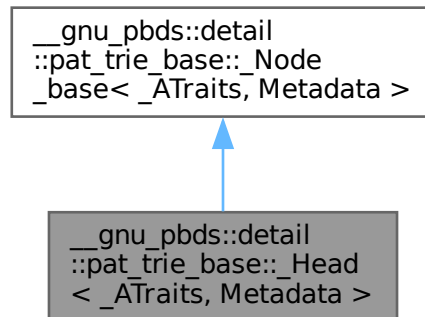 __gnu_pbds::detail
::pat_trie_base::_Node
_base< _ATraits, Metadata >
__gnu_pbds::detail
::pat_trie_base::_Head
< _ATraits, Metadata >